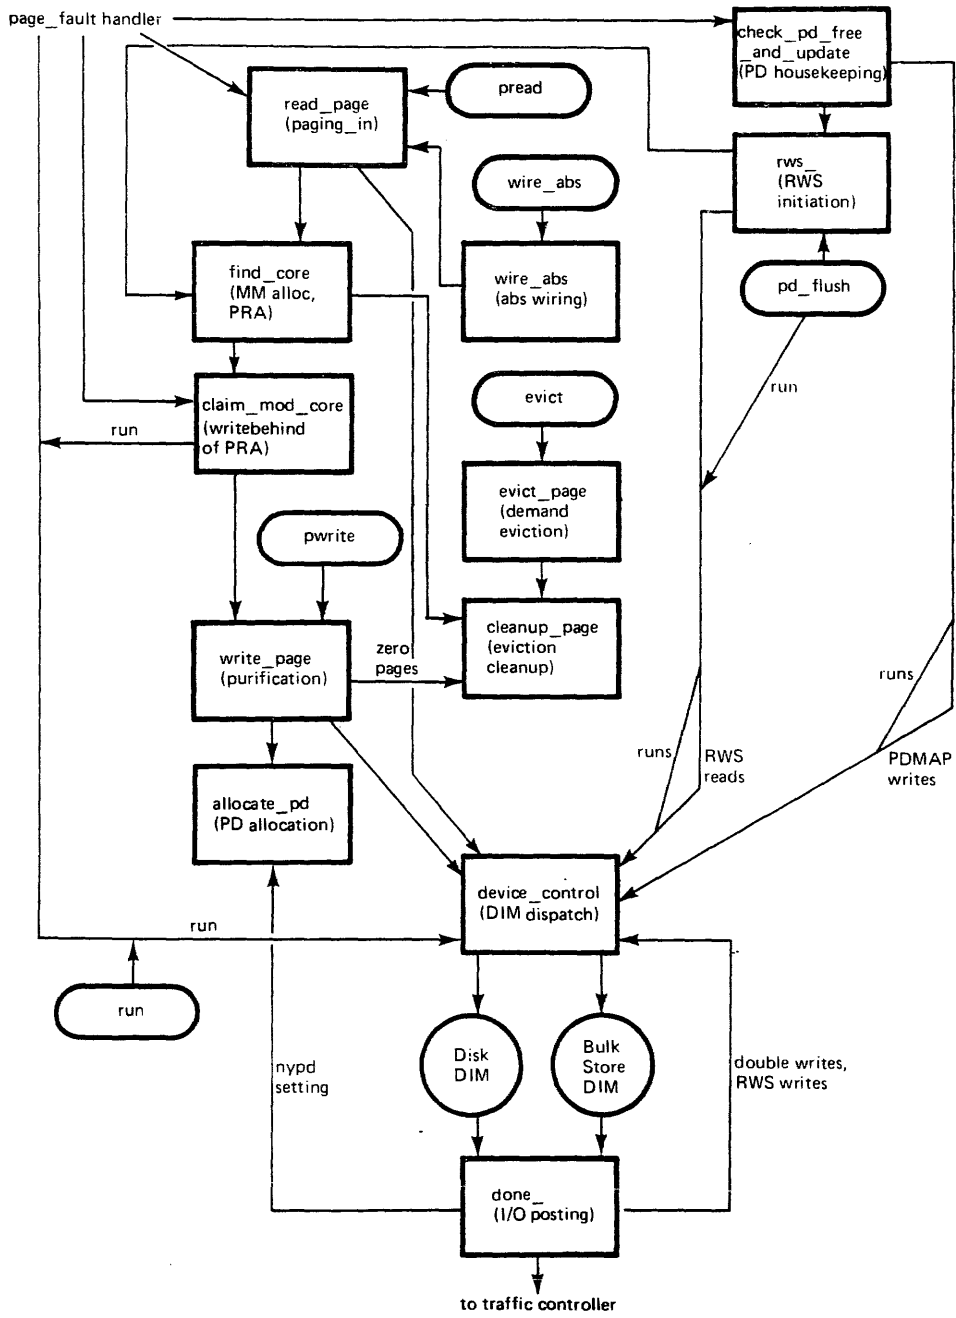 page_fault handler
check_pd_free
_and_update
(PD housekeeping)
read_page
(paging_in)
pread
rws_
(RWS
initiation)
wire_abs
find_core
(MM alloc,
PRA)
wire_abs
(abs wiring)
pd_flush
run
claim_mod_core
(writebehind
of PRA)
run
evict
evict_page
(demand
eviction)
pwrite
write_page
(purification)
zero
pages
cleanup_page
(eviction
cleanup)
runs
runs
RWS
reads
PDMAP
writes
allocate_pd
(PD allocation)
device_control
(DIM dispatch)
run
run
Disk
DIM
Bulk
Store
DIM
nypd
setting
double writes,
RWS writes
done_
(I/O posting)
to traffic controller